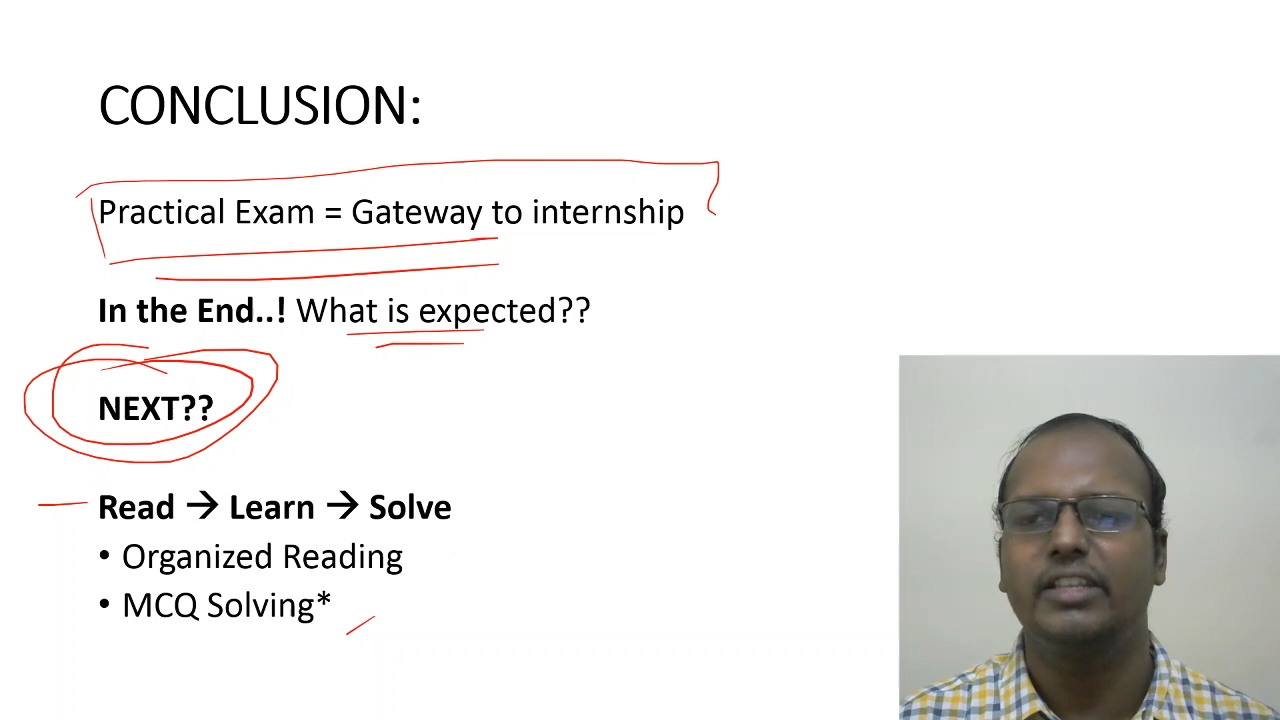 CONCLUSION:
Practical Exam = Gateway to internship
In the End..! What is expected??
NEXT??
Read → Learn → Solve
• Organized Reading
• MCQ Solving*